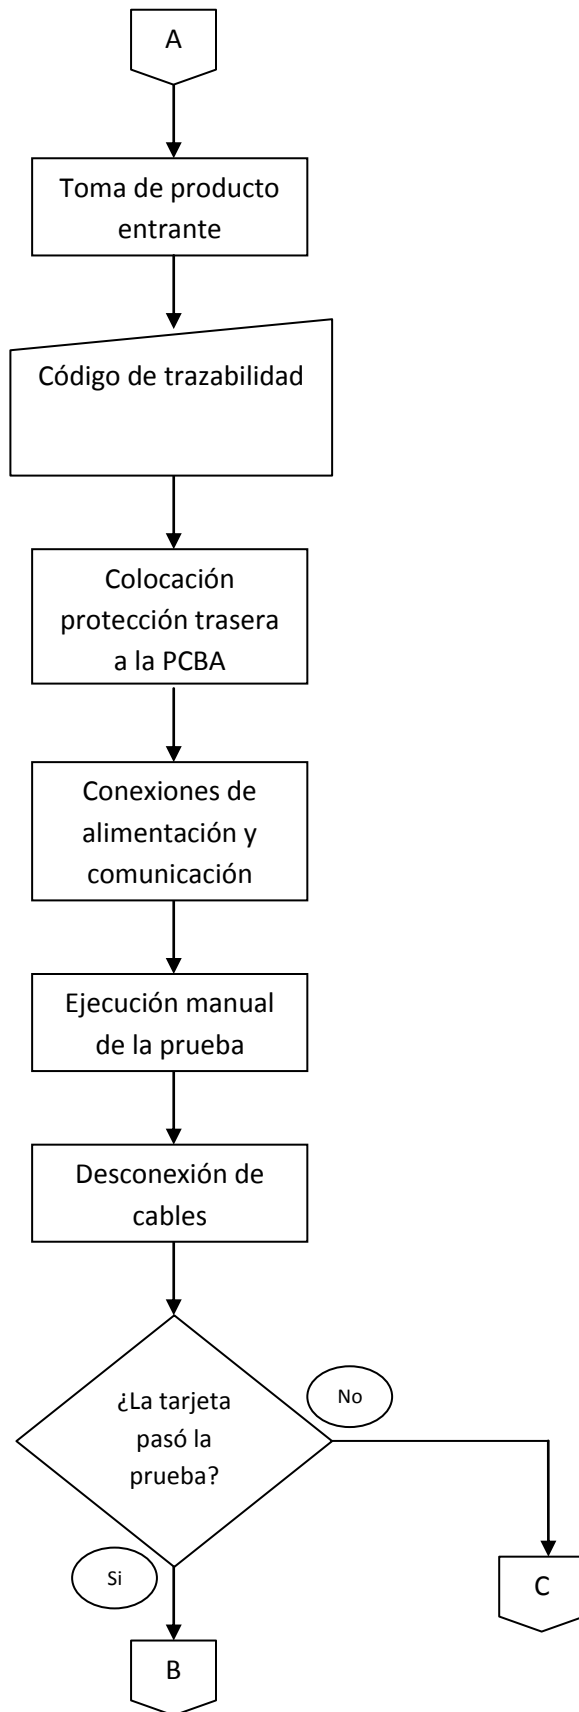 A
Toma de producto
entrante
Código de trazabilidad
Colocación
protección trasera
a la PCBA
Conexiones de
alimentación y
comunicación
Ejecución manual
de la prueba
Desconexión de
cables
¿La tarjeta
pasó la
prueba?
No
Si
C
B